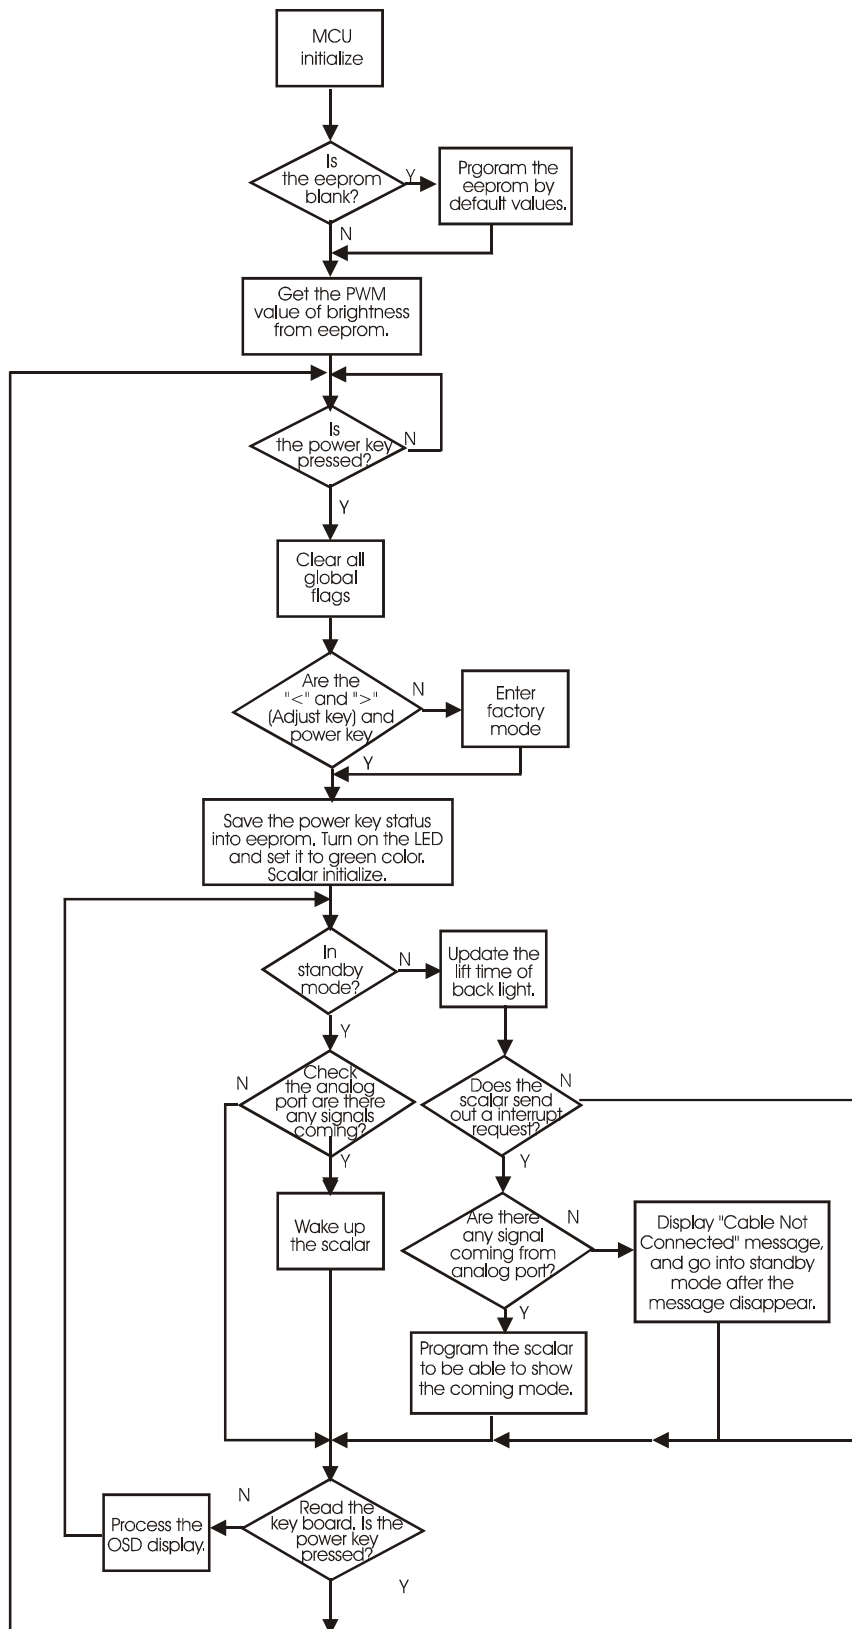 MCU
initialize
Is
the eeprom
blank?
Y
Prgoram the
eeprom by
default values.
N
Get the PWM
value of brightness
from eeprom.
Is
the power key
pressed?
N
Y
Clear all
global
flags
Are the
"<" and ">"
(Adjust key) and
power key
N
Enter
factory
mode
Y
Save the power key status
into eeprom. Turn on the LED
and set it to green color.
Scalar initialize.
In
standby
mode?
N
Update the
lift time of
back light.
Y
N
Check
the analog
port are there
any signals
coming?
Does the
scalar send
out a interrupt
request?
N
Y
Y
Wake up
the scalar
Are there
any signal
coming from
analog port?
N
Display "Cable Not
Connected" message,
and go into standby
mode after the
message disappear.
Y
Program the scalar
to be able to show
the coming mode.
N
Process the
OSD display.
Read the
key board. Is the
power key
pressed?
Y